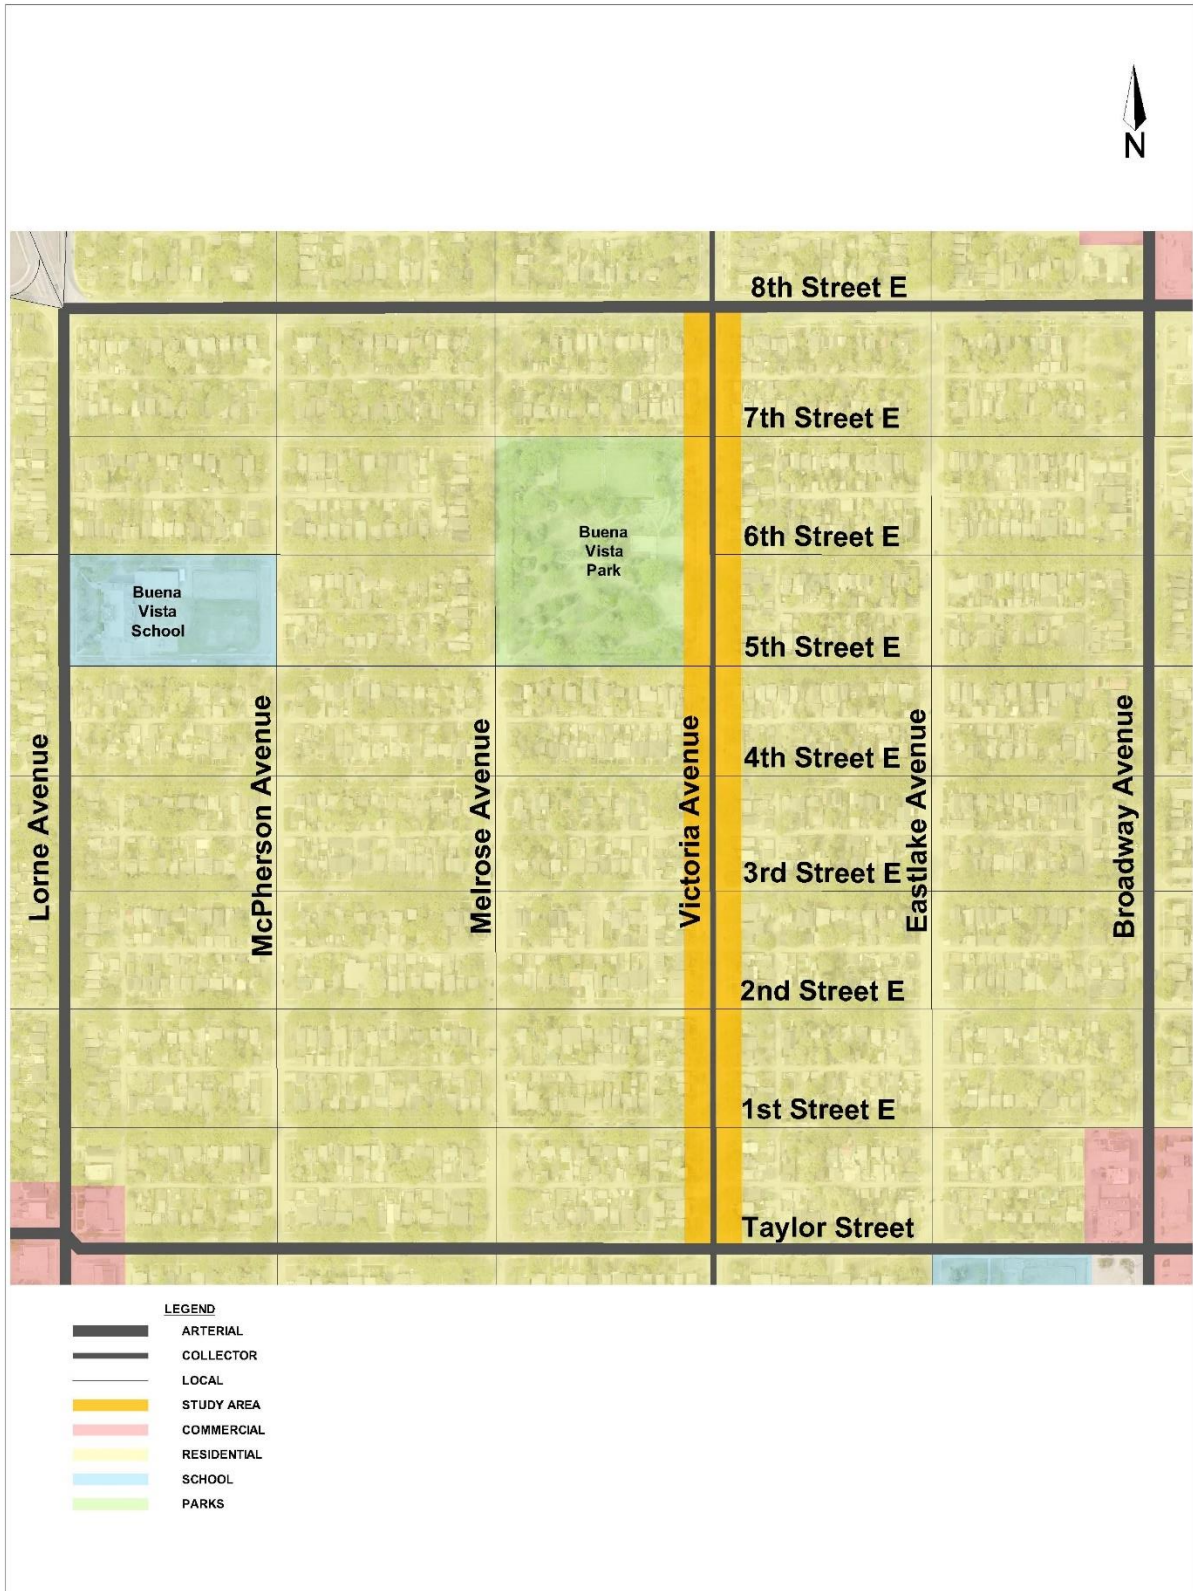 N
8th Street E
7th Street E
6th Street E
Buena
Vista
Park
Buena
Vista
School
5th Street E
Lorne Avenue
McPherson Avenue
Melrose Avenue
Victoria Avenue
4th Street E
Eastlake Avenue
Broadway Avenue
3rd Street E
2nd Street E
1st Street E
Taylor Street
LEGEND
ARTERIAL
COLLECTOR
LOCAL
STUDY AREA
COMMERCIAL
RESIDENTIAL
SCHOOL
PARKS